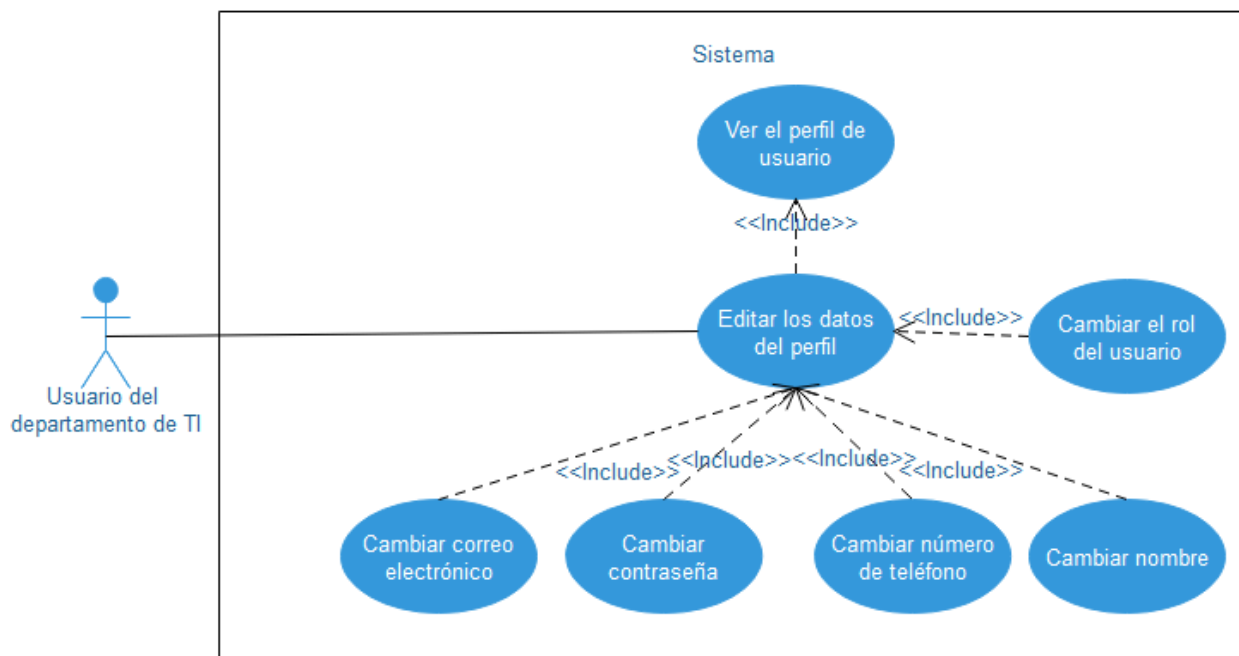 Sistema
Ver el perfil de
usuario
<<Include>>
Editar los datos
del perfil
<<Include>>
Cambiar el rol
del usuario
Usuario del
departamento de TI
<<Include>>
<<Include>>
<<Include>>
<<Include>>
Cambiar correo
electrónico
Cambiar
contraseña
Cambiar número
de teléfono
Cambiar nombre